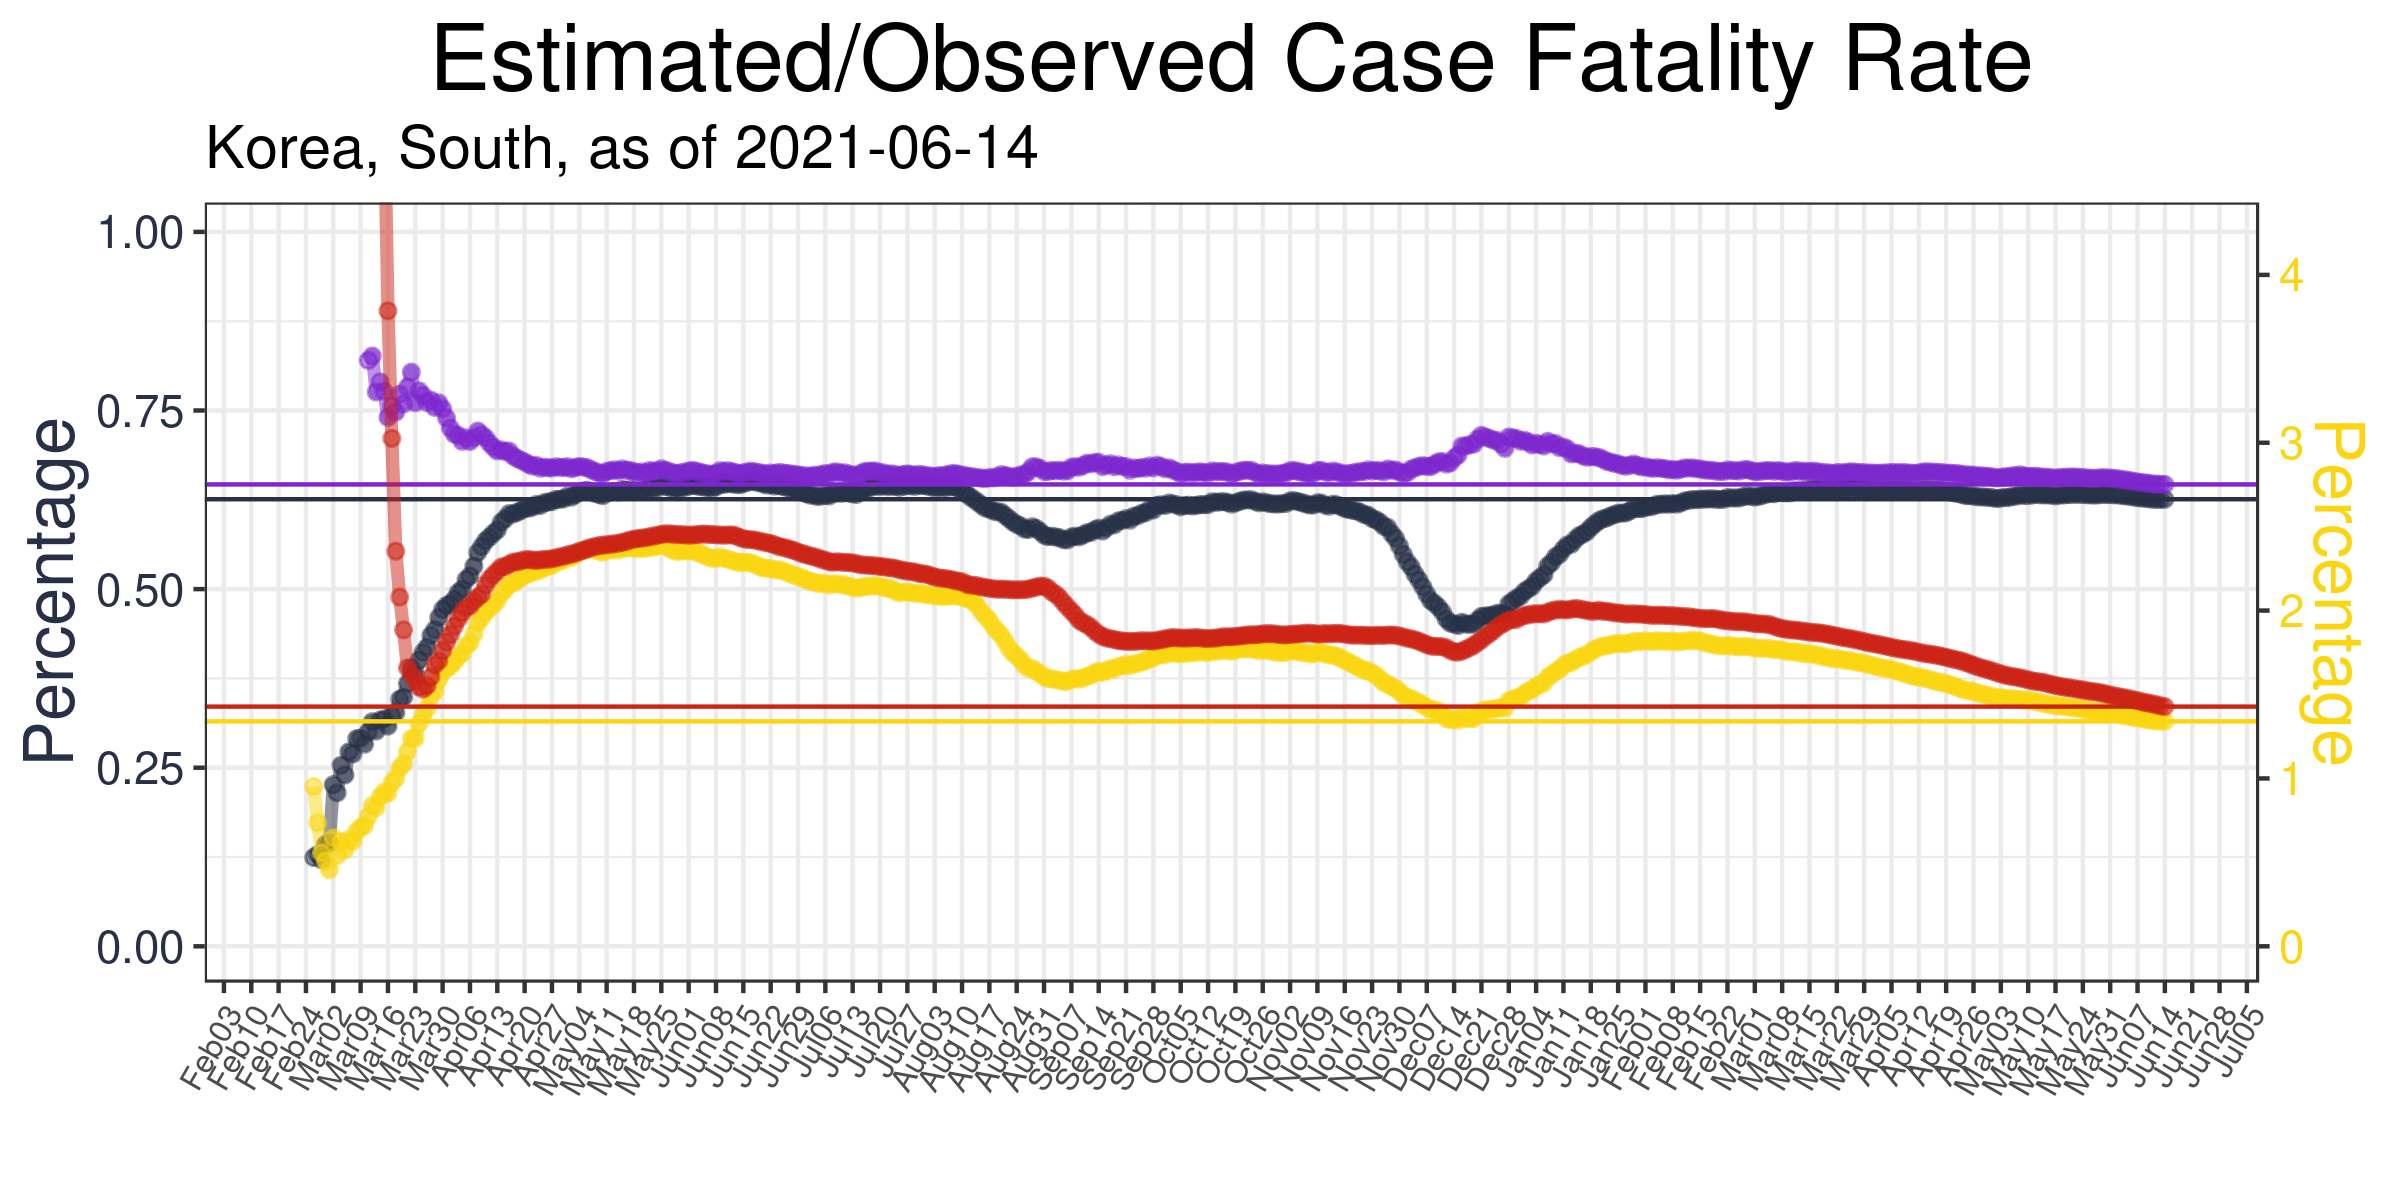 Estimated/Observed Case Fatality Rate
Korea, South, as of 2021-06-14
Percentage
1.00
0.75
0.50
0.25
0.00
4
3
2
1
0
Percentage
Feb03
Feb10
Feb17
Feb24
Mar02
Mar09
Mar16
Mar23
Mar30
Apr06
Apr13
Apr20
Apr27
May04
May11
May18
May25
Jun01
Jun08
Jun15
Jun22
Jun29
Jul06
Jul13
Jul20
Jul27
Aug03
Aug10
Aug17
Aug24
Aug31
Sep07
Sep14
Sep21
Sep28
Oct05
Oct12
Oct19
Oct26
Nov02
Nov09
Nov16
Nov23
Nov30
Dec07
Dec14
Dec21
Dec28
Jan04
Jan11
Jan18
Jan25
Feb01
Feb08
Feb15
Feb22
Mar01
Mar08
Mar15
Mar22
Mar29
Mar05
Apr12
Apr19
Apr26
May03
May10
May17
May24
May31
Jun07
Jun14
Jun21
Jun28
Jul05